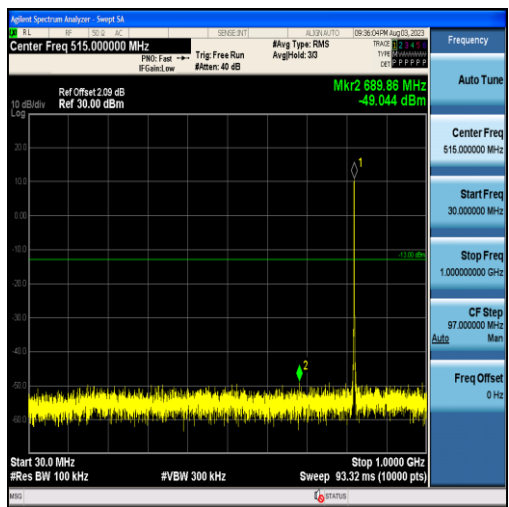 Agilent Spectrum Analyzer - Swept SA
RL RF 50 Ω AC SENSE:INT ALIGN AUTO 09:36:04 PM Aug 03, 2023
Center Freq 515.000000 MHz
PNO: Fast
IFGain:Low
Trig: Free Run
#Atten: 40 dB
#Avg Type: RMS
Avg|Hold: 3/3
TRACE 1 2 3 4 5 6
TYPE
DET P P P P P P
Mkr2 689.86 MHz
-49.044 dBm
Ref Offset 2.09 dB
10 dB/div Ref 30.00 dBm
Log
20.0
10.0
0.00
-10.0
-20.0
-30.0
-40.0
-50.0
-60.0
1
-13.00 dBm
2
Start 30.0 MHz Stop 1.0000 GHz
#Res BW 100 kHz #VBW 300 kHz Sweep 93.32 ms (10000 pts)
MSG STATUS
Frequency
Auto Tune
Center Freq
515.000000 MHz
Start Freq
30.000000 MHz
Stop Freq
1.000000000 GHz
CF Step
97.000000 MHz
Auto Man
Freq Offset
0 Hz